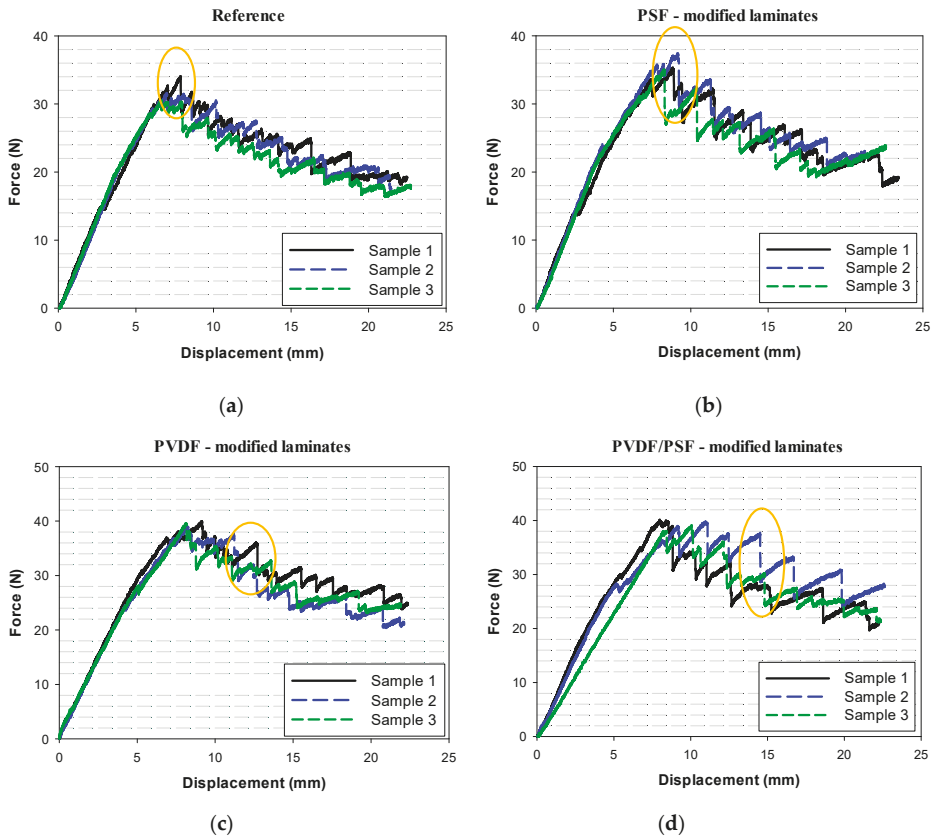 Reference
40
30
20
10
0
Force (N)
0 5 10 15 20 25
Displacement (mm)
Sample 1
Sample 2
Sample 3
(a)
PSF - modified laminates
40
30
20
10
0
Force (N)
0 5 10 15 20 25
Displacement (mm)
Sample 1
Sample 2
Sample 3
(b)
PVDF - modified laminates
50
40
30
20
10
0
Force (N)
0 5 10 15 20 25
Displacement (mm)
Sample 1
Sample 2
Sample 3
(c)
PVDF/PSF - modified laminates
50
40
30
20
10
0
Force (N)
0 5 10 15 20 25
Displacement (mm)
Sample 1
Sample 2
Sample 3
(d)